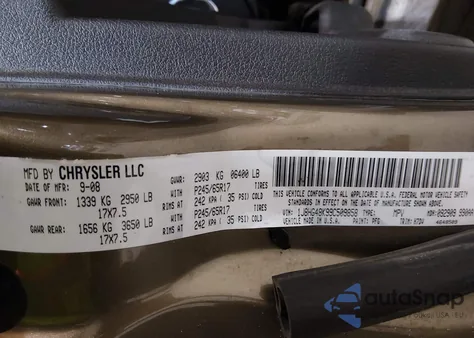 MFD BY CHRYSLER LLC
DATE OF MFR: 9-08
GVWR: 2903 KG 06400 LB
GAWR FRONT: 1339 KG 2950 LB
WITH P245/65R17 TIRES
17X7.5
RIMS AT 242 KPA ( 35 PSI) COLD
GAWR REAR: 1656 KG 3650 LB
WITH P245/65R17 TIRES
17X7.5
RIMS AT 242 KPA ( 35 PSI) COLD
THIS VEHICLE CONFORMS TO ALL APPLICABLE U.S.A. FEDERAL MOTOR VEHICLE SAFETY
STANDARDS IN EFFECT ON THE DATE OF MANUFACTURE SHOWN ABOVE.
VIN: TYPE: MPV MDH:
MADE IN U.S.A. PAINT: TRIM:
autoSnap